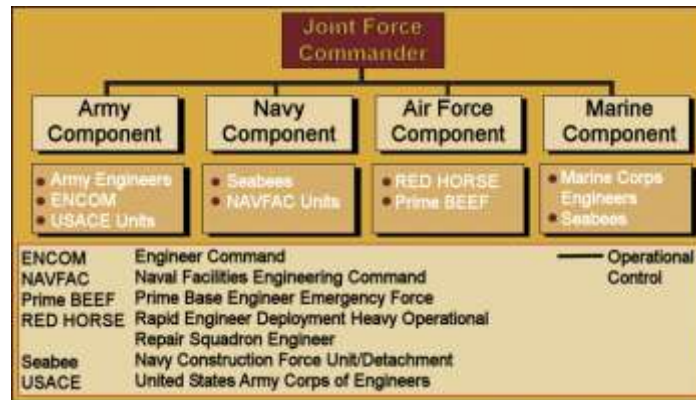 Joint Force
Commander
Army
Component
Navy
Component
Air Force
Component
Marine
Component
Army Engineers
ENCOM
USACE Units
Seabees
NAVFAC Units
RED HORSE
Prime BEEF
Marine Corps
Engineers
Seabees
ENCOM Engineer Command
NAVFAC Naval Facilities Engineering Command
Prime BEEF Prime Base Engineer Emergency Force
RED HORSE Rapid Engineer Deployment Heavy Operational
Repair Squadron Engineer
Seabee Navy Construction Force Unit/Detachment
USACE United States Army Corps of Engineers
Operational
Control